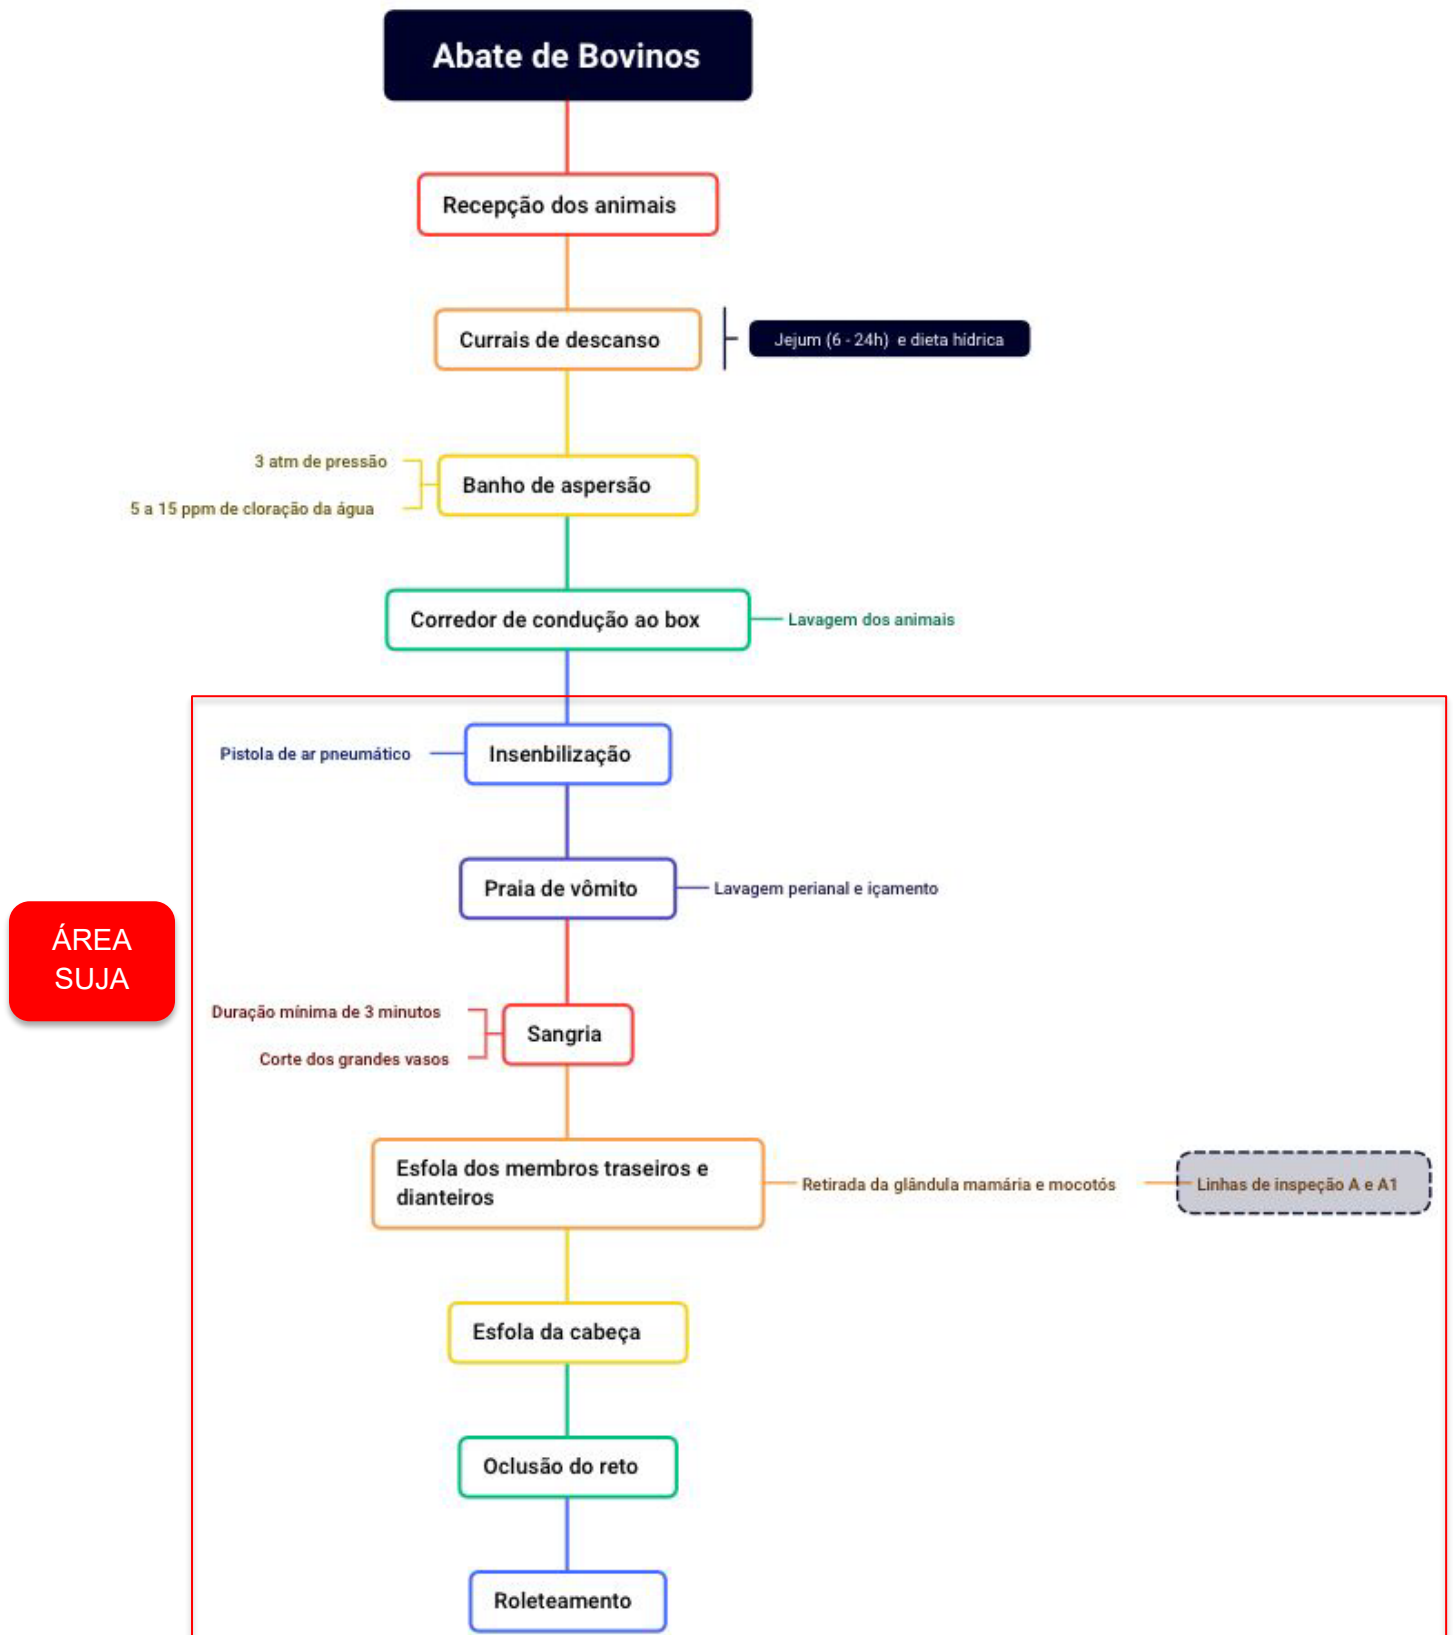 Abate de Bovinos
Recepção dos animais
Currais de descanso
Jejum (6 - 24h) e dieta hídrica
3 atm de pressão
5 a 15 ppm de cloração da água
Banho de aspersão
Corredor de condução ao box
Lavagem dos animais
Pistola de ar pneumático
Insenbilização
Praia de vômito
Lavagem perianal e içamento
ÁREA
SUJA
Duração mínima de 3 minutos
Corte dos grandes vasos
Sangria
Esfola dos membros traseiros e
dianteiros
Retirada da glândula mamária e mocotós
Linhas de inspeção A e A1
Esfola da cabeça
Oclusão do reto
Roleteamento